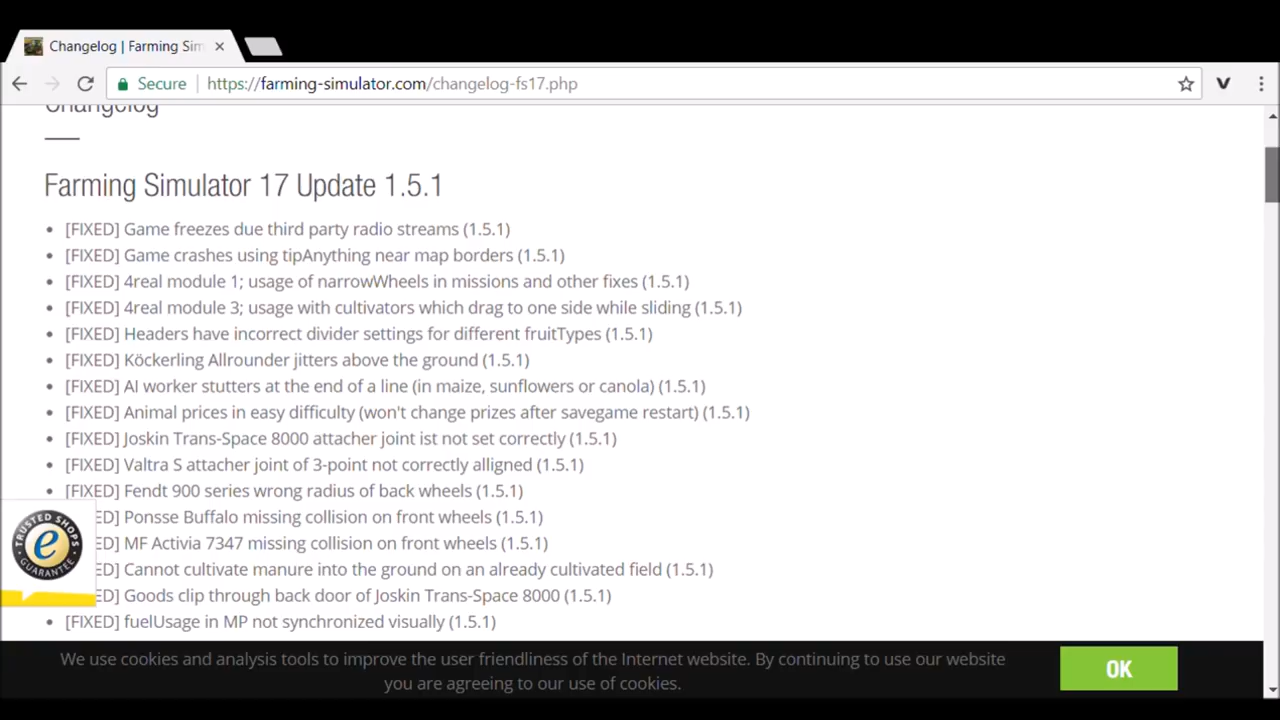 Changelog | Farming Sim
Secure https://farming-simulator.com/changelog-fs17.php
Changelog
Farming Simulator 17 Update 1.5.1
[FIXED] Game freezes due third party radio streams (1.5.1)
[FIXED] Game crashes using tipAnything near map borders (1.5.1)
[FIXED] 4real module 1; usage of narrowWheels in missions and other fixes (1.5.1)
[FIXED] 4real module 3; usage with cultivators which drag to one side while sliding (1.5.1)
[FIXED] Headers have incorrect divider settings for different fruitTypes (1.5.1)
[FIXED] Köckerling Allrounder jitters above the ground (1.5.1)
[FIXED] AI worker stutters at the end of a line (in maize, sunflowers or canola) (1.5.1)
[FIXED] Animal prices in easy difficulty (won't change prizes after savegame restart) (1.5.1)
[FIXED] Joskin Trans-Space 8000 attacher joint ist not set correctly (1.5.1)
[FIXED] Valtra S attacher joint of 3-point not correctly alligned (1.5.1)
[FIXED] Fendt 900 series wrong radius of back wheels (1.5.1)
ED] Ponsse Buffalo missing collision on front wheels (1.5.1)
ED] MF Activia 7347 missing collision on front wheels (1.5.1)
ED] Cannot cultivate manure into the ground on an already cultivated field (1.5.1)
ED] Goods clip through back door of Joskin Trans-Space 8000 (1.5.1)
[FIXED] fuelUsage in MP not synchronized visually (1.5.1)
TRUSTED SHOPS
e
GUARANTEE
We use cookies and analysis tools to improve the user friendliness of the Internet website. By continuing to use our website
you are agreeing to our use of cookies.
OK